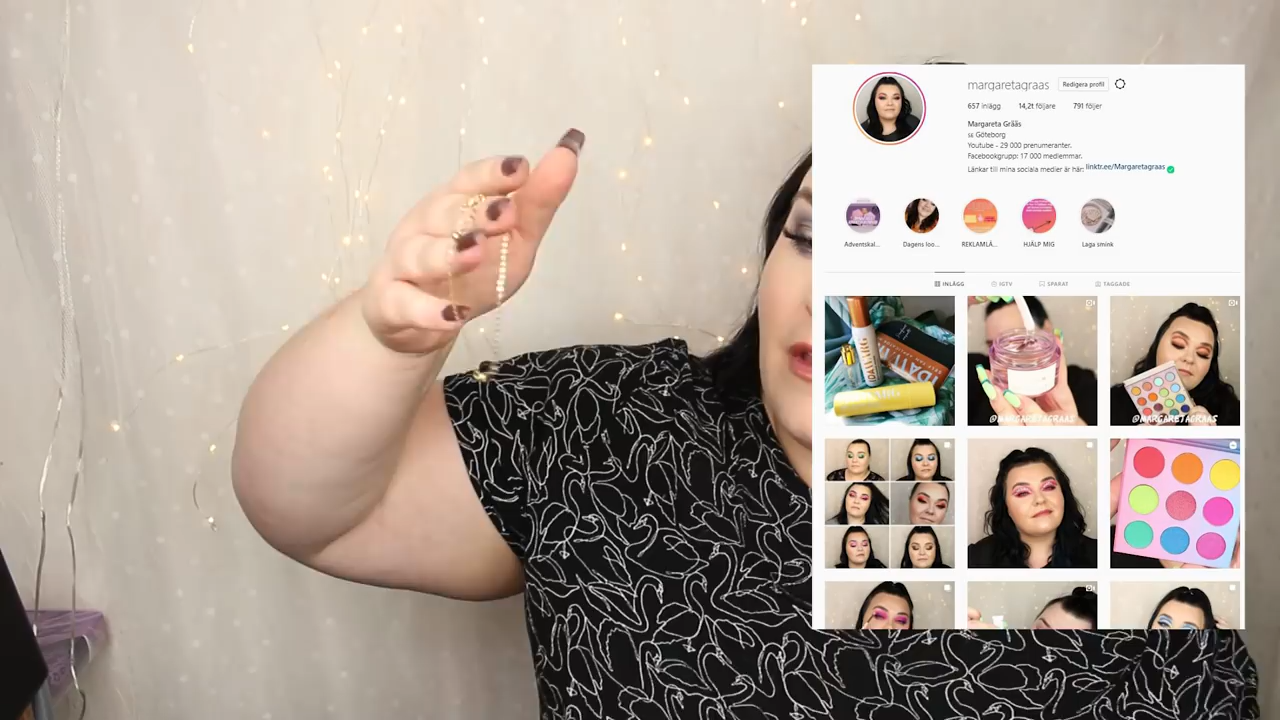 margaretagraas Redigera profil
657 inlägg 14,2t följare 791 följer
Margareta Grääs
SE Göteborg
Youtube - 29 000 prenumeranter.
Facebookgrupp: 17 000 medlemmar.
Länkar till mina sociala medier är här: linktr.ee/Margaretagraas
Adventskal... Dagens loo... REKLAMLÄ... HJÄLP MIG Laga smink
INLÄGG IGTV SPARAT TAGGADE
@MARGARETAGRAAS @MARGARETAGRAAS